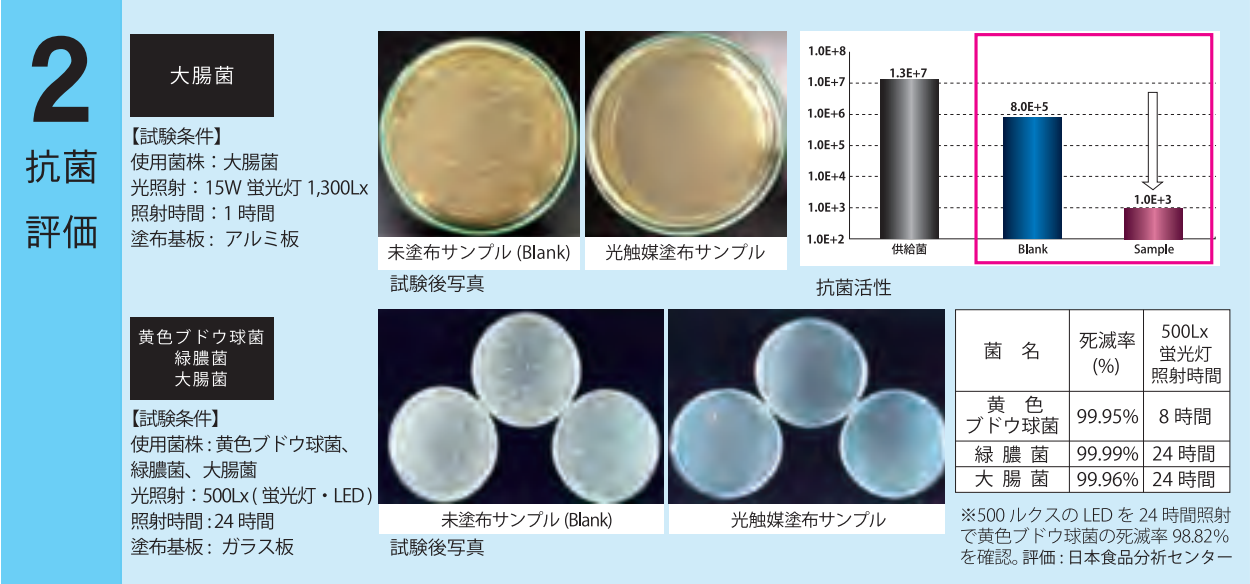 2
抗菌
評価
大腸菌
【試験条件】
使用菌株：大腸菌
光照射：15W 蛍光灯 1,300Lx
照射時間：1 時間
塗布基板： アルミ板
未塗布サンプル (Blank)
光触媒塗布サンプル
試験後写真
1.0E+8
1.0E+7
1.0E+6
1.0E+5
1.0E+4
1.0E+3
1.0E+2
1.3E+7
8.0E+5
1.0E+3
供給菌
Blank
Sample
抗菌活性
黄色ブドウ球菌
緑膿菌
大腸菌
【試験条件】
使用菌株 : 黄色ブドウ球菌、
緑膿菌、大腸菌
光照射：500Lx ( 蛍光灯・LED )
照射時間 : 24 時間
塗布基板： ガラス板
未塗布サンプル (Blank)
光触媒塗布サンプル
試験後写真
菌 名 死滅率 (%) 500Lx 蛍光灯 照射時間
黄 色 ブドウ球菌 99.95% 8 時間
緑 膿 菌 99.99% 24 時間
大 腸 菌 99.96% 24 時間
※500 ルクスの LED を 24 時間照射
で黄色ブドウ球菌の死滅率 98.82%
を確認。評価 : 日本食品分析センター